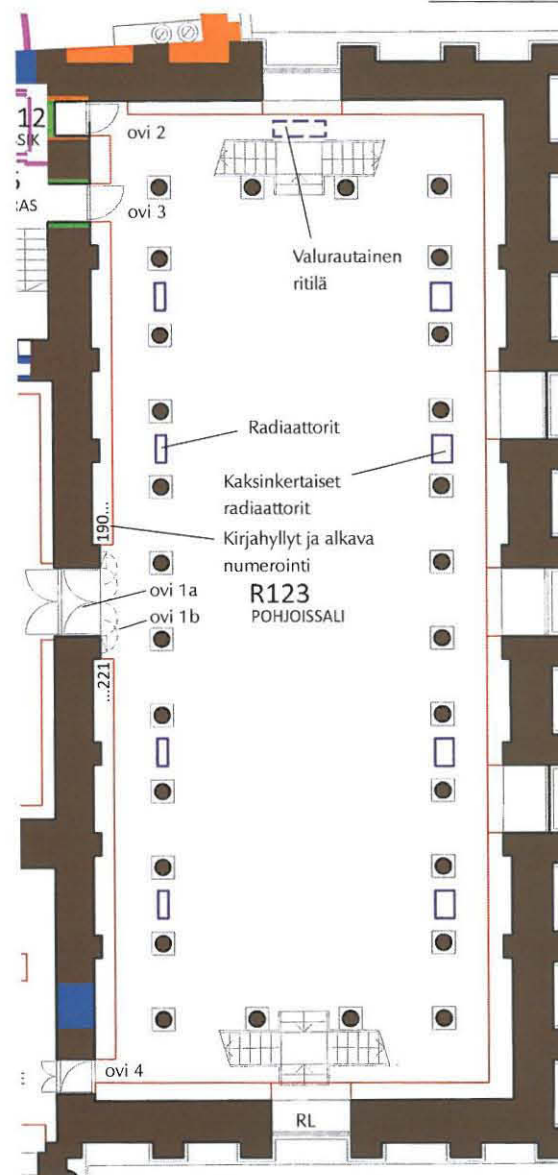 12
ovi 2
SIK
ovi 3
RAS
Valurautainen
ritilä
Radiaattorit
Kaksinkertaiset
radiaattorit
190...
Kirjahyllyt ja alkava
numerointi
ovi 1a
R123
ovi 1b
POHJOISSALI
...221
ovi 4
RL